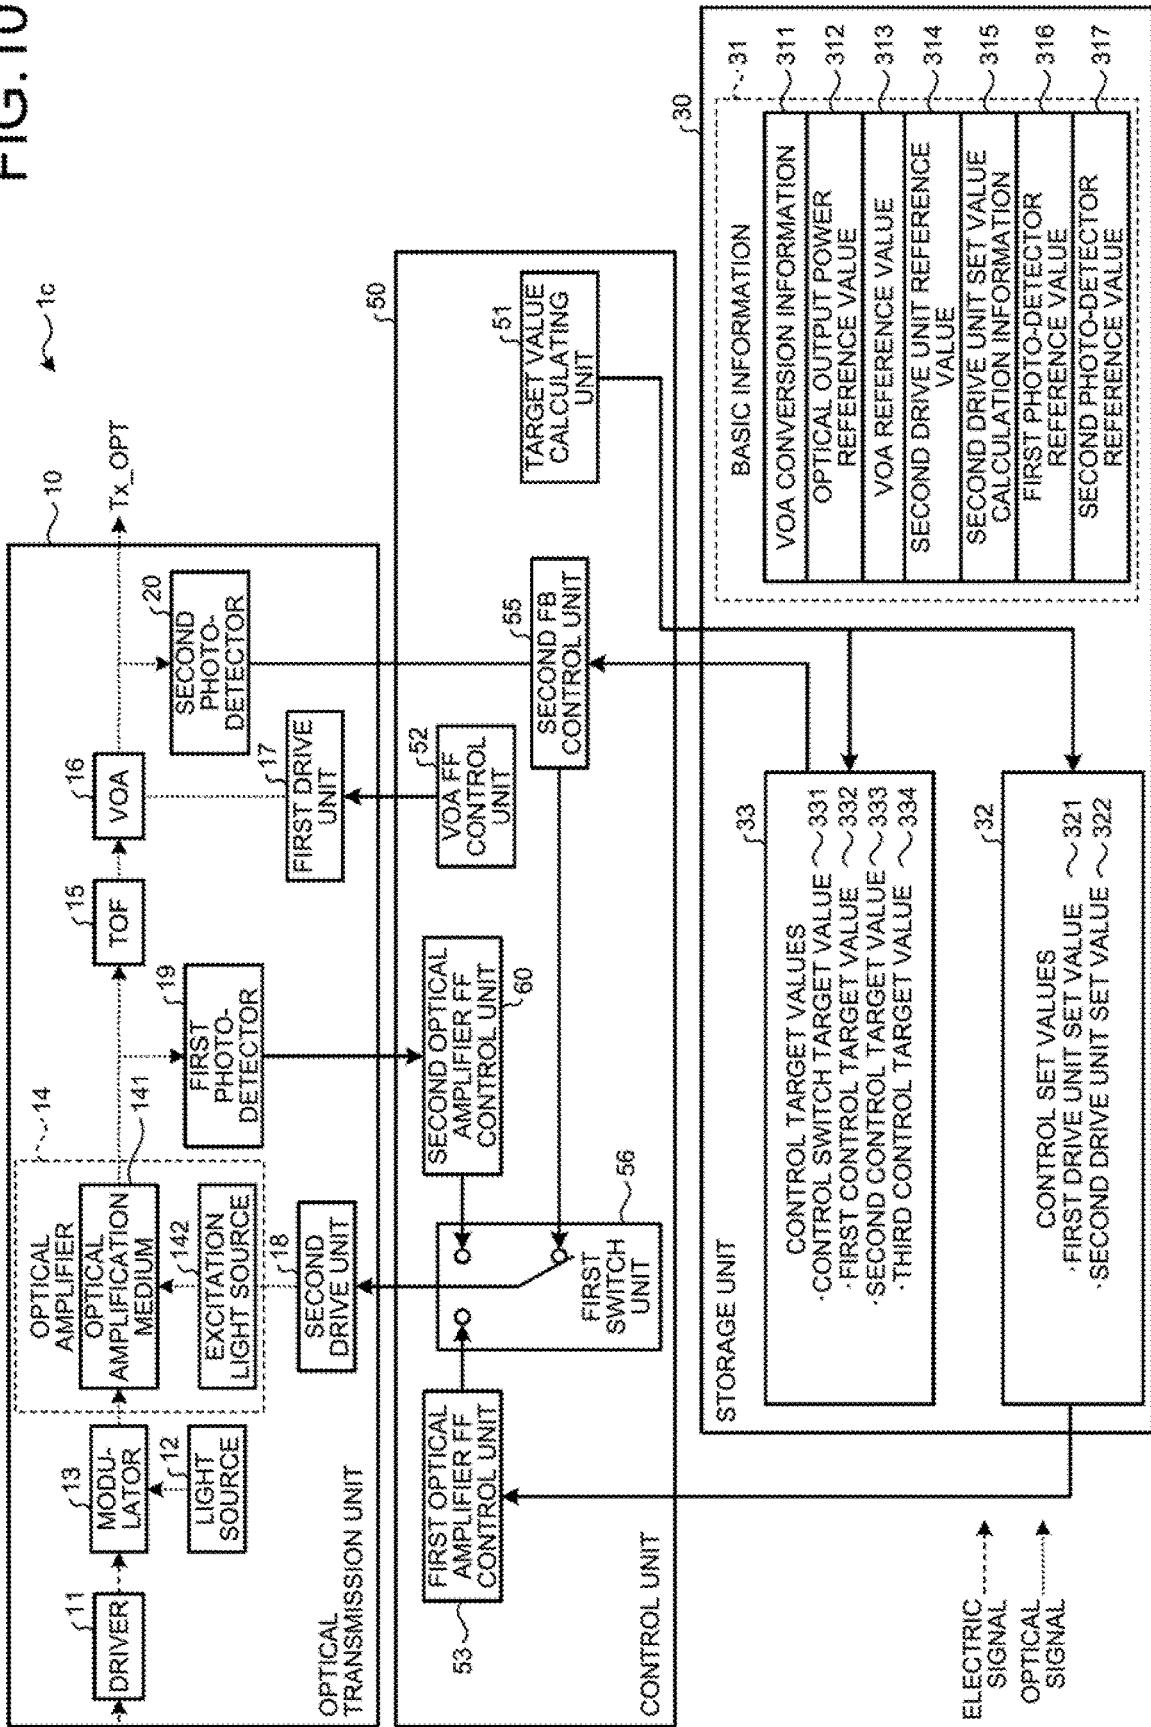 FIG.10
1c
10
Tx_OPT
11
DRIVER
13
MODU-
LATOR
12
LIGHT
SOURCE
14
OPTICAL
AMPLIFIER
141
OPTICAL
AMPLIFICATION
MEDIUM
142
EXCITATION
LIGHT SOURCE
18
SECOND
DRIVE UNIT
19
FIRST
PHOTO-
DETECTOR
15
TOF
16
VOA
17
FIRST DRIVE
UNIT
20
SECOND
PHOTO-
DETECTOR
OPTICAL
TRANSMISSION UNIT
50
53
FIRST OPTICAL
AMPLIFIER FF
CONTROL UNIT
SECOND OPTICAL
AMPLIFIER FF
CONTROL UNIT
60
56
FIRST
SWITCH
UNIT
52
VOA FF
CONTROL
UNIT
55
SECOND FB
CONTROL UNIT
51
TARGET VALUE
CALCULATING
UNIT
CONTROL UNIT
30
STORAGE UNIT
33
CONTROL TARGET VALUES
·CONTROL SWITCH TARGET VALUE 331
·FIRST CONTROL TARGET VALUE 332
·SECOND CONTROL TARGET VALUE 333
·THIRD CONTROL TARGET VALUE 334
32
CONTROL SET VALUES
·FIRST DRIVE UNIT SET VALUE 321
·SECOND DRIVE UNIT SET VALUE 322
31
BASIC INFORMATION
VOA CONVERSION INFORMATION 311
OPTICAL OUTPUT POWER
REFERENCE VALUE 312
VOA REFERENCE VALUE 313
SECOND DRIVE UNIT REFERENCE
VALUE 314
SECOND DRIVE UNIT SET VALUE
CALCULATION INFORMATION 315
FIRST PHOTO-DETECTOR
REFERENCE VALUE 316
SECOND PHOTO-DETECTOR
REFERENCE VALUE 317
ELECTRIC
SIGNAL
OPTICAL
SIGNAL